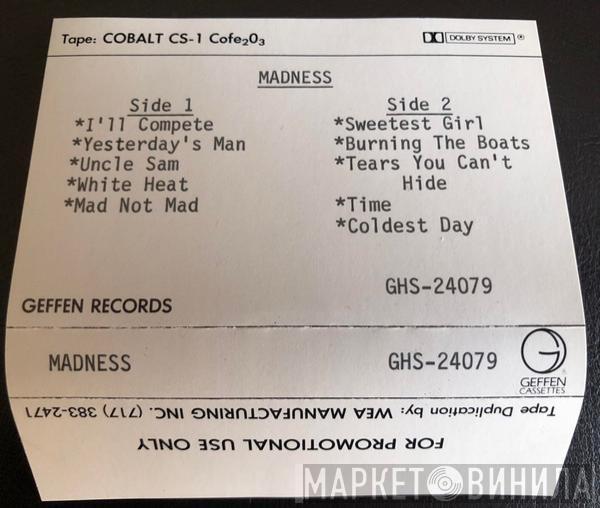 Tape: COBALT CS-1 Cofe₂O₃
DOLBY SYSTEM ®
MADNESS
Side 1
*I'll Compete
*Yesterday's Man
*Uncle Sam
*White Heat
*Mad Not Mad
Side 2
*Sweetest Girl
*Burning The Boats
*Tears You Can't
Hide
*Time
*Coldest Day
GHS-24079
GEFFEN RECORDS
MADNESS
GHS-24079
GEFFEN
CASSETTES
Tape Duplication by: WEA MANUFACTURING INC. (717) 383-2471
FOR PROMOTIONAL USE ONLY
МАРКЕТ ВИНИЛА